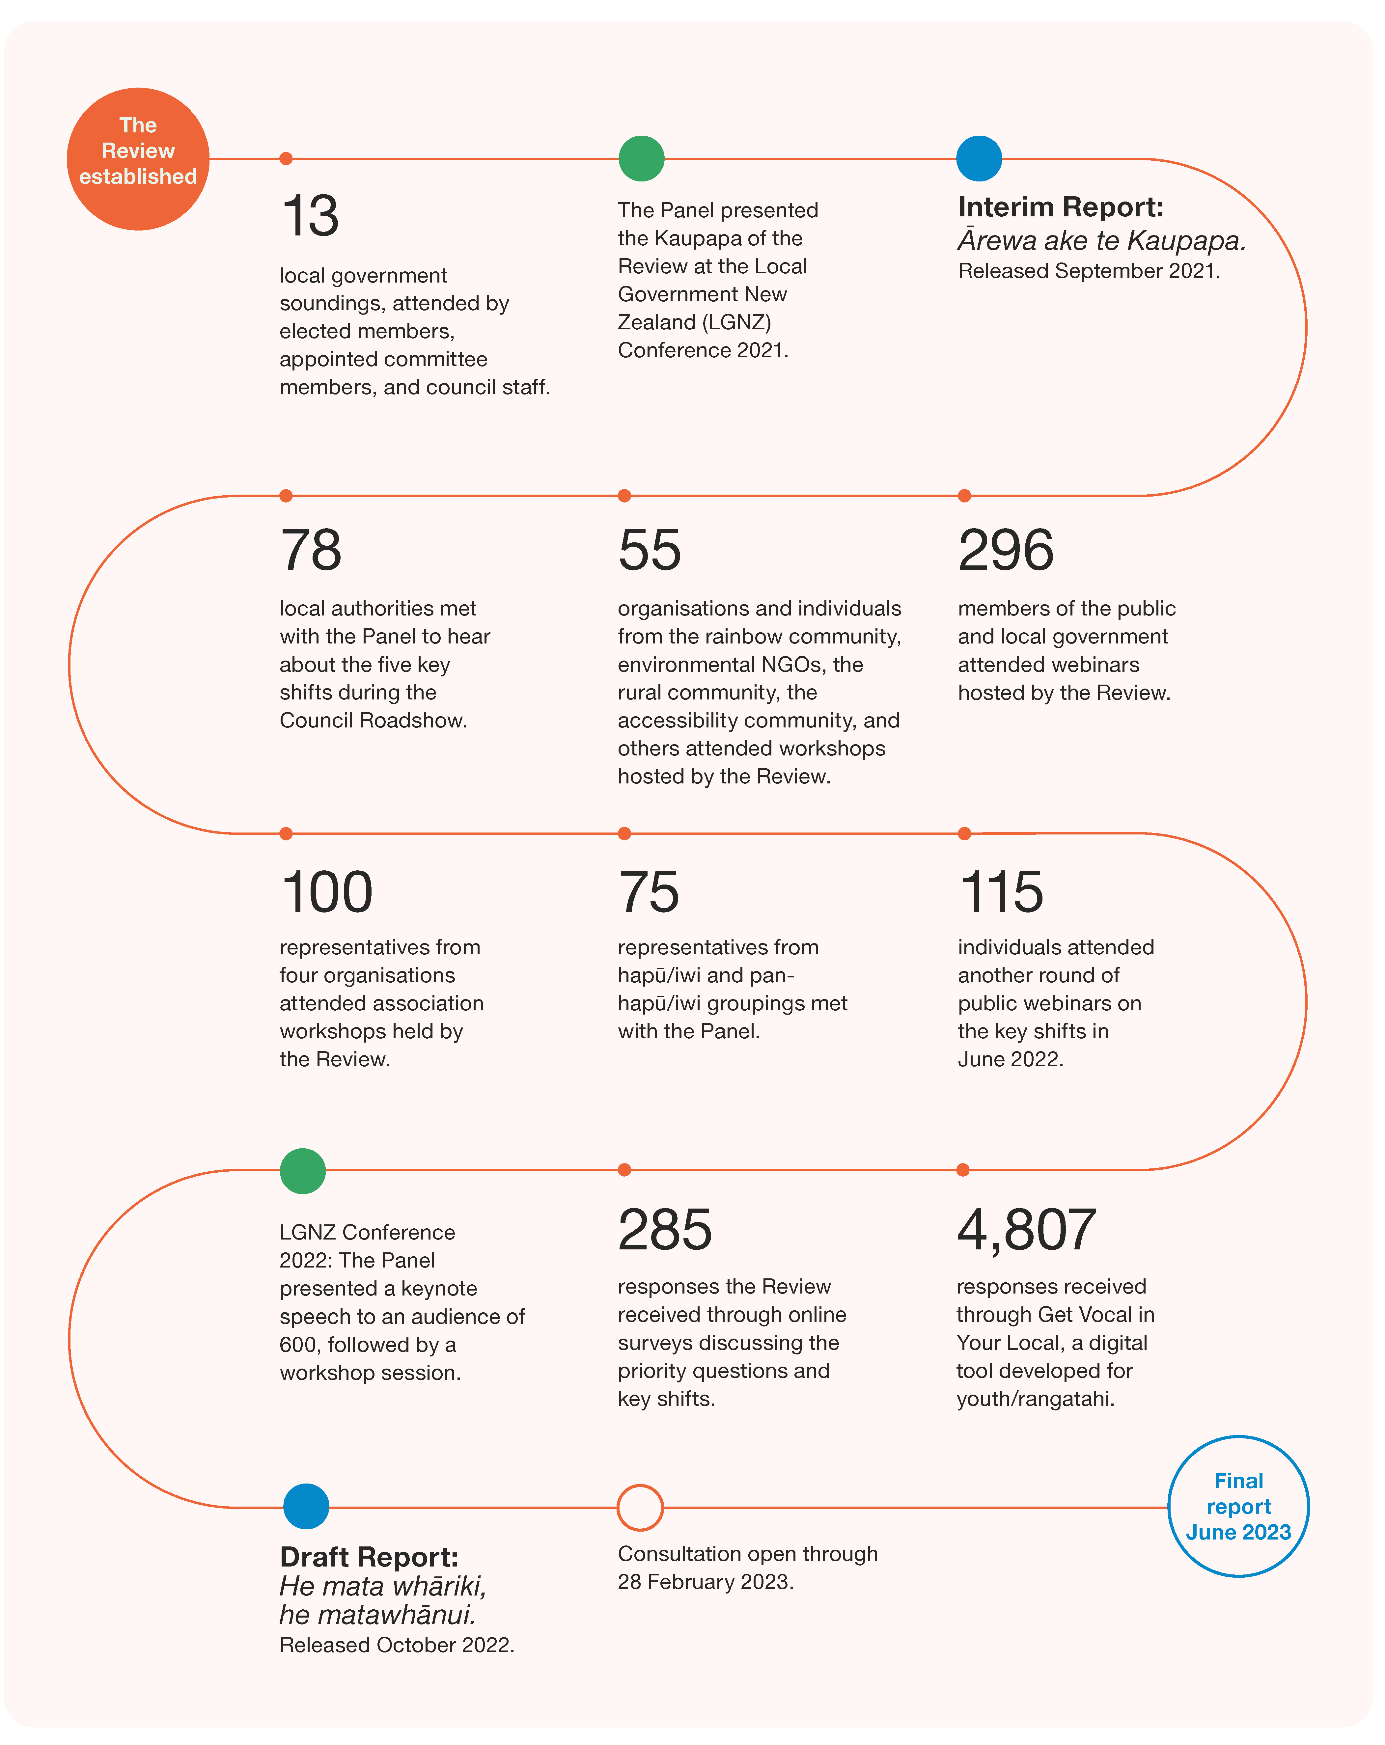 The
Review
established
13
local government
soundings, attended by
elected members,
appointed committee
members, and council staff.
The Panel presented
the Kaupapa of the
Review at the Local
Government New
Zealand (LGNZ)
Conference 2021.
Interim Report:
Ārewa ake te Kaupapa.
Released September 2021.
78
local authorities met
with the Panel to hear
about the five key
shifts during the
Council Roadshow.
55
organisations and individuals
from the rainbow community,
environmental NGOs, the
rural community, the
accessibility community, and
others attended workshops
hosted by the Review.
296
members of the public
and local government
attended webinars
hosted by the Review.
100
representatives from
four organisations
attended association
workshops held by
the Review.
75
representatives from
hapū/iwi and pan-
hapū/iwi groupings met
with the Panel.
115
individuals attended
another round of
public webinars on
the key shifts in
June 2022.
LGNZ Conference
2022: The Panel
presented a keynote
speech to an audience of
600, followed by a
workshop session.
285
responses the Review
received through online
surveys discussing the
priority questions and
key shifts.
4,807
responses received
through Get Vocal in
Your Local, a digital
tool developed for
youth/rangatahi.
Draft Report:
He mata whāriki,
he matawhānui.
Released October 2022.
Consultation open through
28 February 2023.
Final
report
June 2023